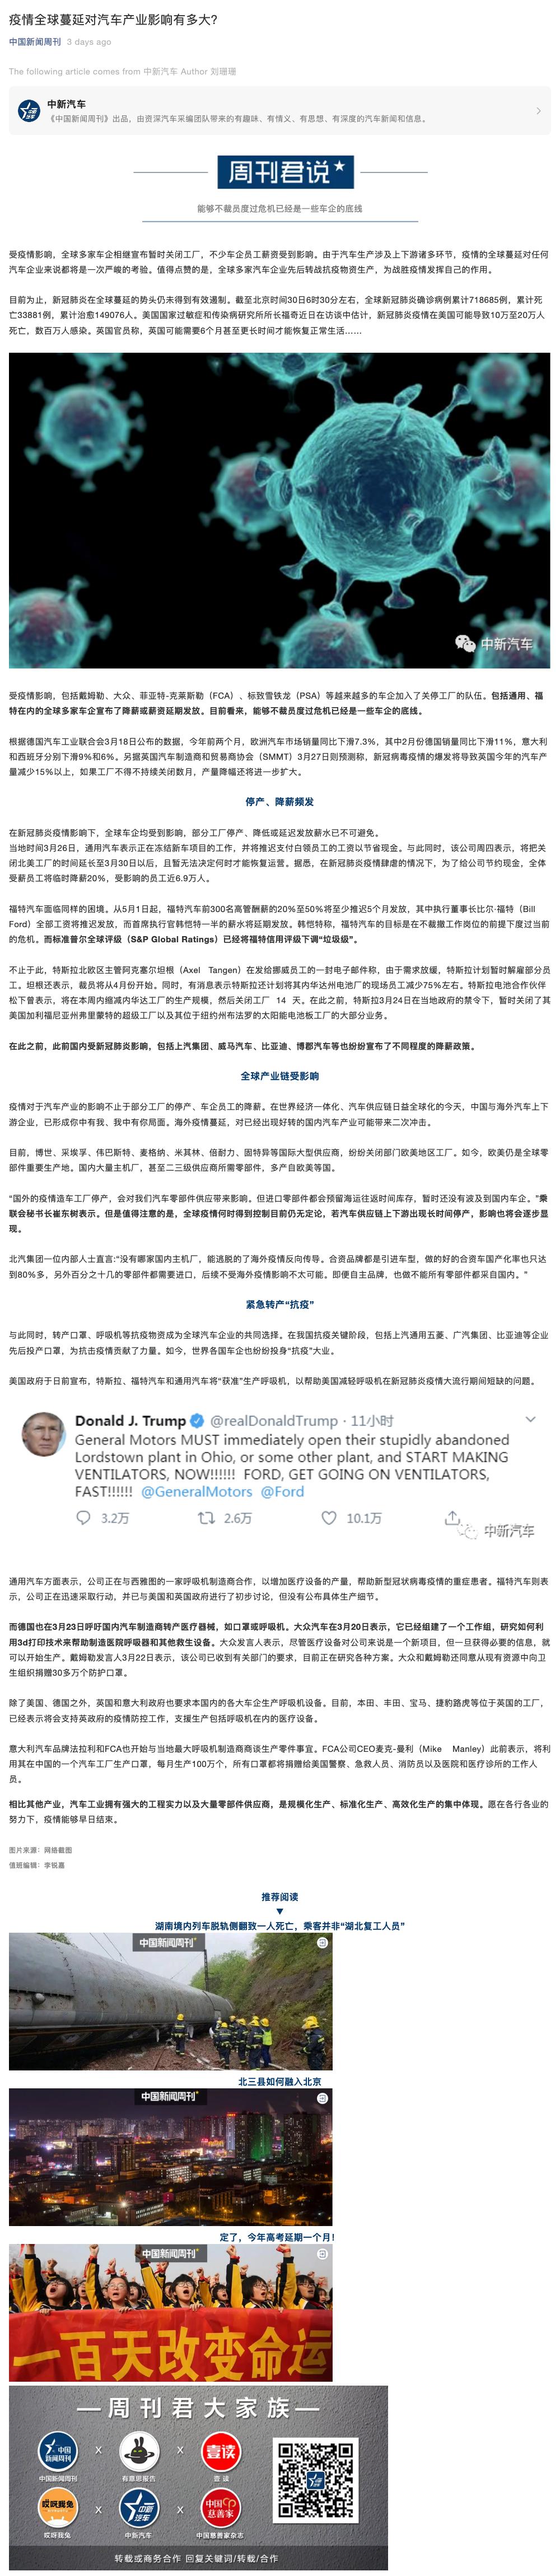 疫情全球蔓延对汽车产业影响有多大?
中国新闻周刊 3 days ago
The following article comes from 中新汽车 Author 刘珊珊
中新汽车
《中国新闻周刊》出品，由资深汽车采编团队带来的有趣味、有情义、有思想、有深度的汽车新闻和信息。
周刊君说
能够不裁员度过危机已经是一些车企的底线
受疫情影响，全球多家车企相继宣布暂时关闭工厂，不少车企员工薪资受到影响。由于汽车生产涉及上下游诸多环节，疫情的全球蔓延对任何
汽车企业来说都将是一次严峻的考验。值得点赞的是，全球多家汽车企业先后转战抗疫物资生产，为战胜疫情发挥自己的作用。
目前为止，新冠肺炎在全球蔓延的势头仍未得到有效遏制。截至北京时间30日6时30分左右，全球新冠肺炎确诊病例累计718685例，累计死
亡33881例，累计治愈149076人。美国国家过敏症和传染病研究所所长福奇近日在访谈中估计，新冠肺炎疫情在美国可能导致10万至20万人
死亡，数百万人感染。英国官员称，英国可能需要6个月甚至更长时间才能恢复正常生活......
中新汽车
受疫情影响，包括戴姆勒、大众、菲亚特-克莱斯勒（FCA）、标致雪铁龙（PSA）等越来越多的车企加入了关停工厂的队伍。包括通用、福
特在内的全球多家车企宣布了降薪或薪资延期发放。目前看来，能够不裁员度过危机已经是一些车企的底线。
根据德国汽车工业联合会3月18日公布的数据，今年前两个月，欧洲汽车市场销量同比下滑7.3%，其中2月份德国销量同比下滑11%，意大利
和西班牙分别下滑9%和6%。另据英国汽车制造商和贸易商协会（SMMT）3月27日则预测称，新冠病毒疫情的爆发将导致英国今年的汽车产
量减少15%以上，如果工厂不得不持续关闭数月，产量降幅还将进一步扩大。
停产、降薪频发
在新冠肺炎疫情影响下，全球车企均受到影响，部分工厂停产、降低或延迟发放薪水已不可避免。
当地时间3月26日，通用汽车表示正在冻结新车项目的工作，并将推迟支付白领员工的工资以节省现金。与此同时，该公司周四表示，将把关
闭北美工厂的时间延长至3月30日以后，且暂无法决定何时才能恢复运营。据悉，在新冠肺炎疫情肆虐的情况下，为了给公司节约现金，全体
受薪员工将临时降薪20%，受影响的员工近6.9万人。
福特汽车面临同样的困境。从5月1日起，福特汽车前300名高管酬薪的20%至50%将至少推迟5个月发放，其中执行董事长比尔·福特（Bill
Ford）全部工资将推迟发放，而首席执行官韩恺特一半的薪水将延期发放。韩恺特称，福特汽车的目标是在不裁撤工作岗位的前提下度过当前
的危机。而标准普尔全球评级（S&P Global Ratings）已经将福特信用评级下调“垃圾级”。
不止于此，特斯拉北欧区主管阿克塞尔坦根（Axel Tangen）在发给挪威员工的一封电子邮件称，由于需求放缓，特斯拉计划暂时解雇部分员
工。坦根还表示，裁员将从4月份开始。同时，有消息表示特斯拉还计划将其内华达州电池厂的现场员工减少75%左右。特斯拉电池合作伙伴
松下曾表示，将在本周内缩减内华达工厂的生产规模，然后关闭工厂 14 天。在此之前，特斯拉3月24日在当地政府的禁令下，暂时关闭了其
美国加利福尼亚州弗里蒙特的超级工厂以及其位于纽约州布法罗的太阳能电池板工厂的大部分业务。
在此之前，此前国内受新冠肺炎影响，包括上汽集团、威马汽车、比亚迪、博郡汽车等也纷纷宣布了不同程度的降薪政策。
全球产业链受影响
疫情对于汽车产业的影响不止于部分工厂的停产、车企员工的降薪。在世界经济一体化、汽车供应链日益全球化的今天，中国与海外汽车上下
游企业，已形成你中有我、我中有你局面。海外疫情蔓延，对已经出现好转的国内汽车产业可能带来二次冲击。
目前，博世、采埃孚、伟巴斯特、麦格纳、米其林、倍耐力、固特异等国际大型供应商，纷纷关闭部门欧美地区工厂。如今，欧美仍是全球零
部件重要生产地。国内大量主机厂，甚至二三级供应商所需零部件，多产自欧美等国。
“国外的疫情造车工厂停产，会对我们汽车零部件供应带来影响。但进口零部件都会预留海运往返时间库存，暂时还没有波及到国内车企。”乘
联会秘书长崔东树表示。但是值得注意的是，全球疫情何时得到控制目前仍无定论，若汽车供应链上下游出现长时间停产，影响也将会逐步显
现。
北汽集团一位内部人士直言:“没有哪家国内主机厂，能逃脱的了海外疫情反向传导。合资品牌都是引进车型，做的好的合资车国产化率也只达
到80%多，另外百分之十几的零部件都需要进口，后续不受海外疫情影响不太可能。即便自主品牌，也做不能所有零部件都采自国内。”
紧急转产“抗疫”
与此同时，转产口罩、呼吸机等抗疫物资成为全球汽车企业的共同选择。在我国抗疫关键阶段，包括上汽通用五菱、广汽集团、比亚迪等企业
先后投产口罩，为抗击疫情贡献了力量。如今，世界各国车企也纷纷投身“抗疫”大业。
美国政府于日前宣布，特斯拉、福特汽车和通用汽车将“获准”生产呼吸机，以帮助美国减轻呼吸机在新冠肺炎疫情大流行期间短缺的问题。
Donald J. Trump @realDonaldTrump · 11小时
General Motors MUST immediately open their stupidly abandoned
Lordstown plant in Ohio, or some other plant, and START MAKING
VENTILATORS, NOW!!!!!! FORD, GET GOING ON VENTILATORS,
FAST!!!!!! @GeneralMotors @Ford
3.2万 2.6万 10.1万
中新汽车
通用汽车方面表示，公司正在与西雅图的一家呼吸机制造商合作，以增加医疗设备的产量，帮助新型冠状病毒疫情的重症患者。福特汽车则表
示，公司正在迅速采取行动，并已与美国和英国政府进行了初步讨论，但没有公布具体生产细节。
而德国也在3月23日呼吁国内汽车制造商转产医疗器械，如口罩或呼吸机。大众汽车在3月20日表示，它已经组建了一个工作组，研究如何利
用3d打印技术来帮助制造医院呼吸器和其他救生设备。大众发言人表示，尽管医疗设备对公司来说是一个新项目，但一旦获得必要的信息，就
可以开始生产。戴姆勒发言人3月22日表示，该公司已收到有关部门的要求，目前正在研究各种方案。大众和戴姆勒还同意从现有资源中向卫
生组织捐赠30多万个防护口罩。
除了美国、德国之外，英国和意大利政府也要求本国内的各大车企生产呼吸机设备。目前，本田、丰田、宝马、捷豹路虎等位于英国的工厂，
已经表示将会支持英政府的疫情防控工作，支援生产包括呼吸机在内的医疗设备。
意大利汽车品牌法拉利和FCA也开始与当地最大呼吸机制造商商谈生产零件事宜。FCA公司CEO麦克-曼利（Mike Manley）此前表示，将利
用其在中国的一个汽车工厂生产口罩，每月生产100万个，所有口罩都将捐赠给美国警察、急救人员、消防员以及医院和医疗诊所的工作人
员。
相比其他产业，汽车工业拥有强大的工程实力以及大量零部件供应商，是规模化生产、标准化生产、高效化生产的集中体现。愿在各行各业的
努力下，疫情能够早日结束。
图片来源：网络截图
值班编辑：李锐嘉
推荐阅读
▼
湖南境内列车脱轨侧翻致一人死亡，乘客并非“湖北复工人员”
中国新闻周刊
北三县如何融入北京
中国新闻周刊
定了，今年高考延期一个月！
中国新闻周刊
一百天改变命运
—周刊君大家族—
中国新闻周刊 X 有意思报告 X 壹读
中国新闻周刊 有意思报告 壹读
哎呀我兔 X 中新汽车 X 中国慈善家
哎呀我兔 中新汽车 中国慈善家杂志
转载或商务合作 回复关键词/转载/合作